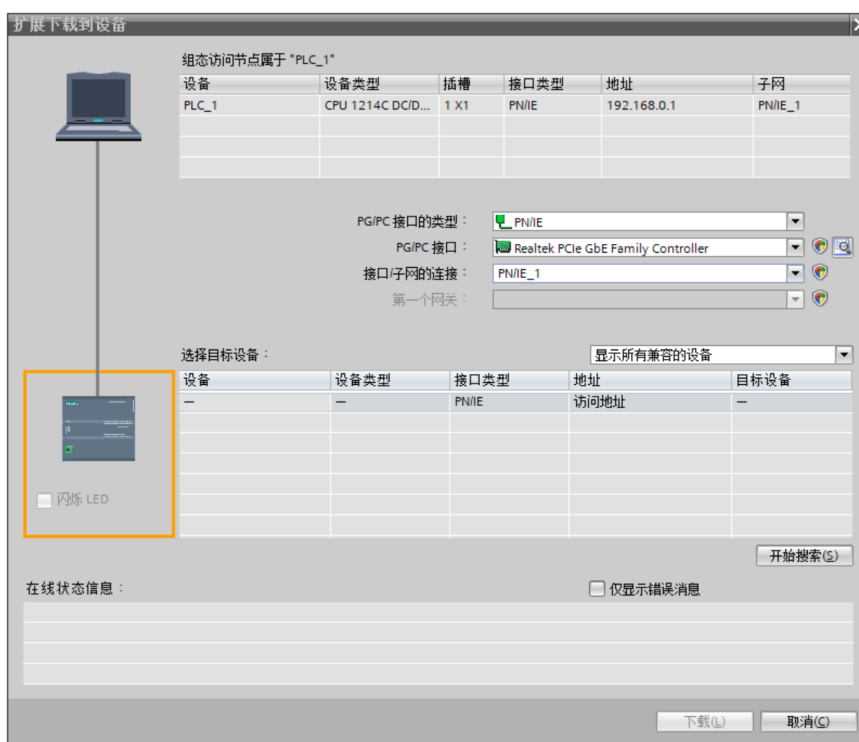 扩展下载到设备
组态访问节点属于 "PLC_1"
设备 设备类型 插槽 接口类型 地址 子网
PLC_1 CPU 1214C DC/D... 1 X1 PN/IE 192.168.0.1 PN/IE_1
PG/PC 接口的类型： PN/IE
PG/PC 接口： Realtek PCIe GbE Family Controller
接口/子网的连接： PN/IE_1
第一个网关：
选择目标设备： 显示所有兼容的设备
设备 设备类型 接口类型 地址 目标设备
— — PN/IE 访问地址 —
闪烁 LED
开始搜索(S)
在线状态信息： 仅显示错误消息
下载(L) 取消(C)